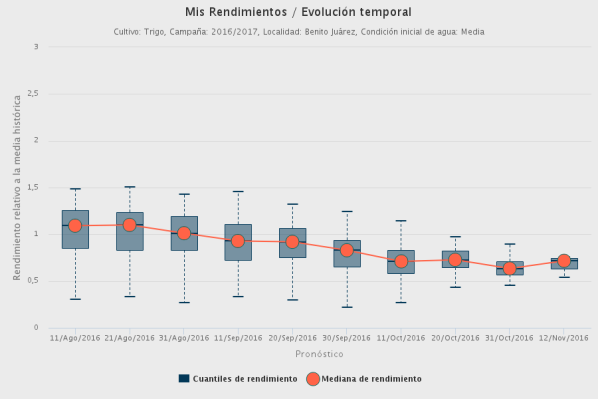 Mis Rendimientos / Evolución temporal
Cultivo: Trigo, Campaña: 2016/2017, Localidad: Benito Juárez, Condición inicial de agua: Media
Rendimiento relativo a la media histórica
3
2,5
2
1,5
1
0,5
0
11/Ago/2016 21/Ago/2016 31/Ago/2016 11/Sep/2016 20/Sep/2016 30/Sep/2016 11/Oct/2016 20/Oct/2016 31/Oct/2016 12/Nov/2016
Pronóstico
Cuantiles de rendimiento Mediana de rendimiento